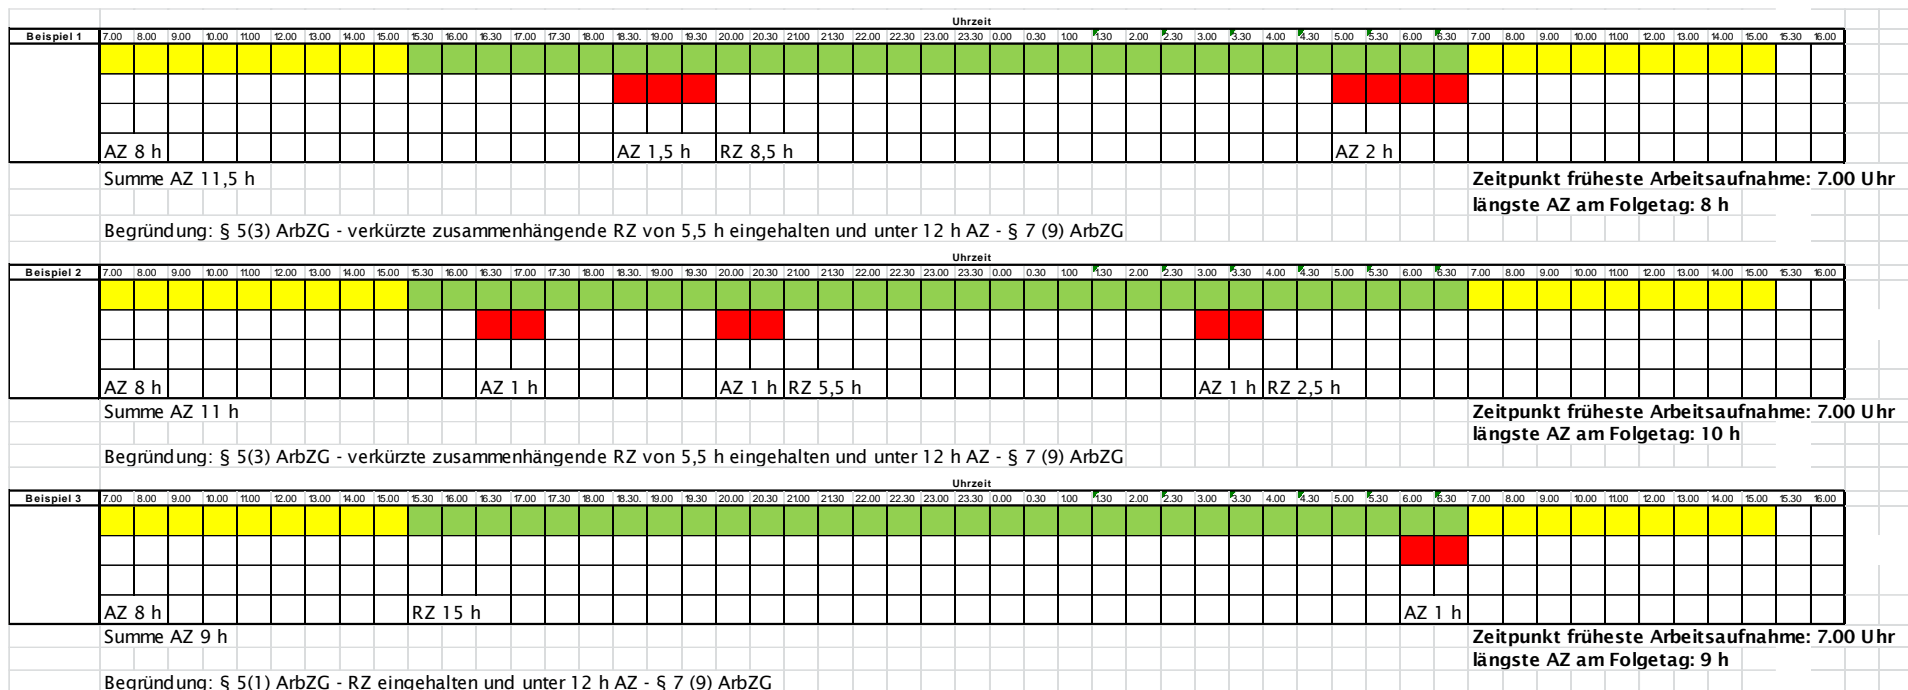 Uhrzeit
Beispiel 1 7.00 8.00 9.00 10.00 11.00 12.00 13.00 14.00 15.00 15.30 16.00 16.30 17.00 17.30 18.00 18.30. 19.00 19.30 20.00 20.30 21.00 21.30 22.00 22.30 23.00 23.30 0.00 0.30 1.00 1.30 2.00 2.30 3.00 3.30 4.00 4.30 5.00 5.30 6.00 6.30 7.00 8.00 9.00 10.00 11.00 12.00 13.00 14.00 15.00 15.30 16.00
AZ 8 h AZ 1,5 h RZ 8,5 h AZ 2 h
Summe AZ 11,5 h Zeitpunkt früheste Arbeitsaufnahme: 7.00 Uhr
längste AZ am Folgetag: 8 h
Begründung: § 5(3) ArbZG - verkürzte zusammenhängende RZ von 5,5 h eingehalten und unter 12 h AZ - § 7 (9) ArbZG
Uhrzeit
Beispiel 2 7.00 8.00 9.00 10.00 11.00 12.00 13.00 14.00 15.00 15.30 16.00 16.30 17.00 17.30 18.00 18.30. 19.00 19.30 20.00 20.30 21.00 21.30 22.00 22.30 23.00 23.30 0.00 0.30 1.00 1.30 2.00 2.30 3.00 3.30 4.00 4.30 5.00 5.30 6.00 6.30 7.00 8.00 9.00 10.00 11.00 12.00 13.00 14.00 15.00 15.30 16.00
AZ 8 h AZ 1 h AZ 1 h RZ 5,5 h AZ 1 h RZ 2,5 h
Summe AZ 11 h Zeitpunkt früheste Arbeitsaufnahme: 7.00 Uhr
längste AZ am Folgetag: 10 h
Begründung: § 5(3) ArbZG - verkürzte zusammenhängende RZ von 5,5 h eingehalten und unter 12 h AZ - § 7 (9) ArbZG
Uhrzeit
Beispiel 3 7.00 8.00 9.00 10.00 11.00 12.00 13.00 14.00 15.00 15.30 16.00 16.30 17.00 17.30 18.00 18.30. 19.00 19.30 20.00 20.30 21.00 21.30 22.00 22.30 23.00 23.30 0.00 0.30 1.00 1.30 2.00 2.30 3.00 3.30 4.00 4.30 5.00 5.30 6.00 6.30 7.00 8.00 9.00 10.00 11.00 12.00 13.00 14.00 15.00 15.30 16.00
AZ 8 h RZ 15 h AZ 1 h
Summe AZ 9 h Zeitpunkt früheste Arbeitsaufnahme: 7.00 Uhr
längste AZ am Folgetag: 9 h
Begründung: § 5(1) ArbZG - RZ eingehalten und unter 12 h AZ - § 7 (9) ArbZG